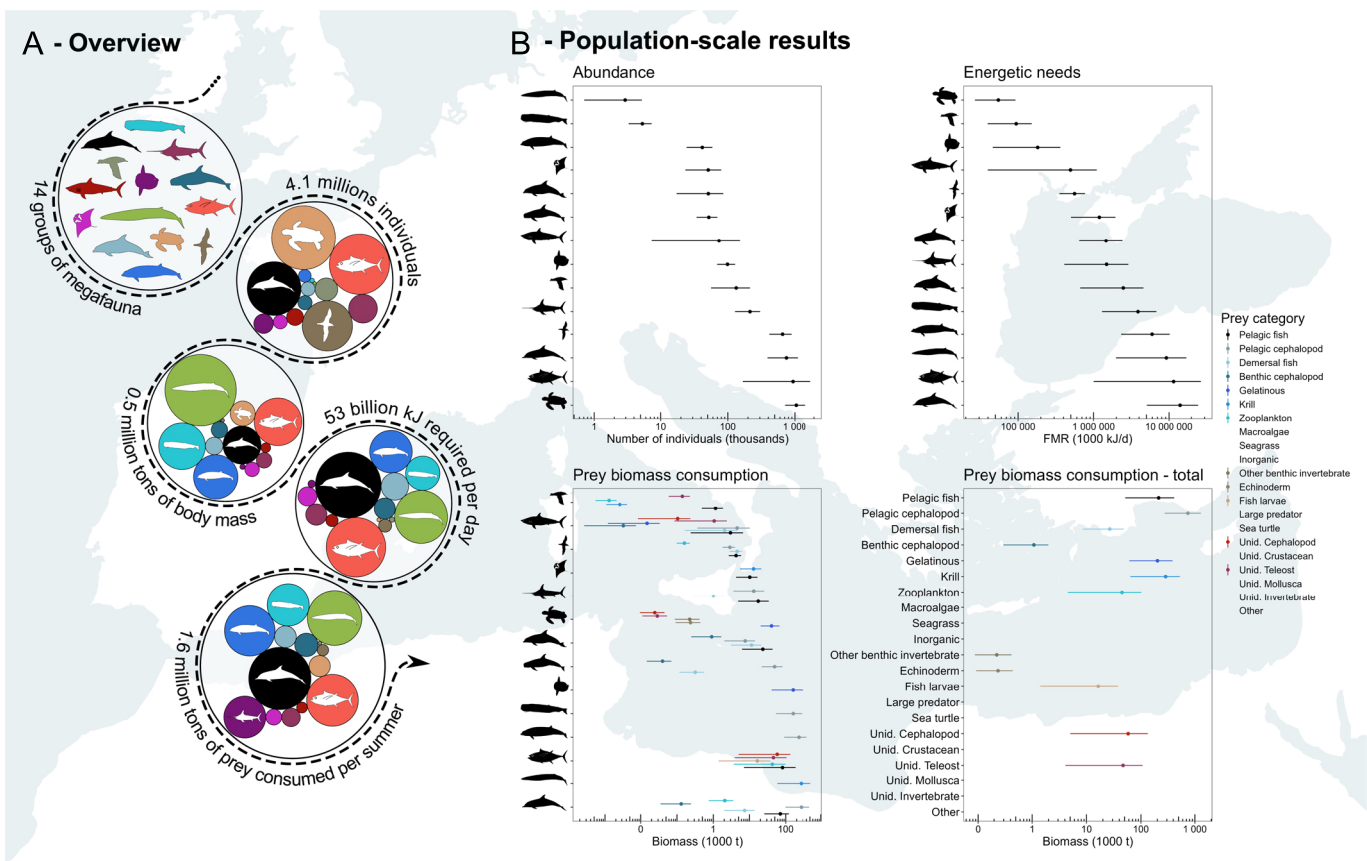 A - Overview
14 groups of megafauna
4.1 millions individuals
0.5 million tons of body mass
53 billion kJ required per day
1.6 million tons of prey consumed per summer
B - Population-scale results
Abundance
1
10
100
1 000
Number of individuals (thousands)
Energetic needs
100 000
1000 000
10 000 000
FMR (1000 kJ/d)
Prey biomass consumption
0
1
100
Biomass (1000 t)
Prey biomass consumption - total
Pelagic fish
Pelagic cephalopod
Demersal fish
Benthic cephalopod
Gelatinous
Krill
Zooplankton
Macroalgae
Seagrass
Inorganic
Other benthic invertebrate
Echinoderm
Fish larvae
Large predator
Sea turtle
Unid. Cephalopod
Unid. Crustacean
Unid. Teleost
Unid. Mollusca
Unid. Invertebrate
Other
0
0
1
10
100
1 000
Biomass (1000 t)
Prey category
Pelagic fish
Pelagic cephalopod
Demersal fish
Benthic cephalopod
Gelatinous
Krill
Zooplankton
Macroalgae
Seagrass
Inorganic
Other benthic invertebrate
Echinoderm
Fish larvae
Large predator
Sea turtle
Unid. Cephalopod
Unid. Crustacean
Unid. Teleost
Unid. Mollusca
Unid. Invertebrate
Other